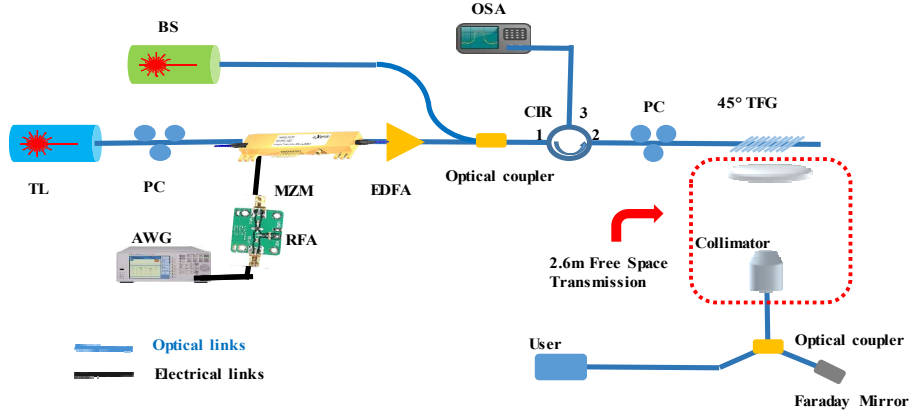 BS
OSA
CIR
3
PC
45° TFG
1
2
TL
PC
MZM
EDFA
Optical coupler
AWG
RFA
Collimator
2.6m Free Space
Transmission
Optical links
User
Optical coupler
Electrical links
Faraday Mirror